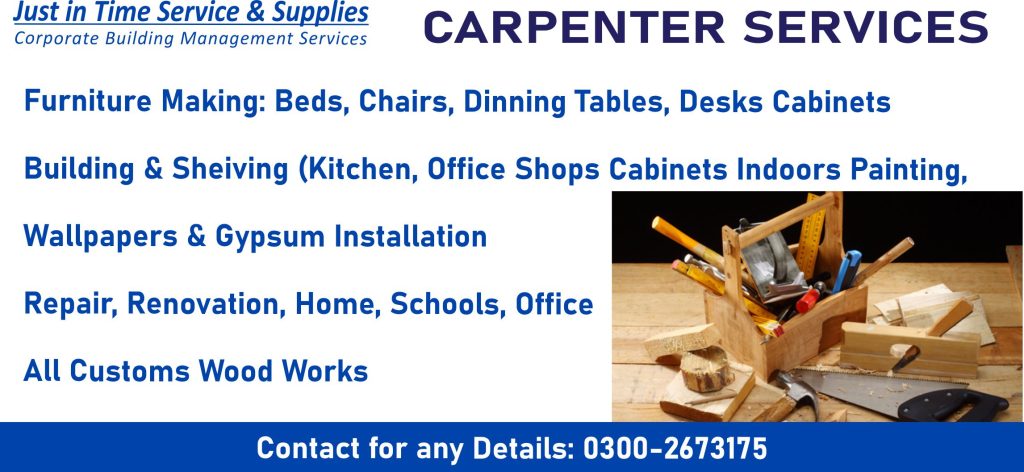 Just in Time Service & Supplies
Corporate Building Management Services
CARPENTER SERVICES
Furniture Making: Beds, Chairs, Dinning Tables, Desks Cabinets
Building & Sheiving (Kitchen, Office Shops Cabinets Indoors Painting,
Wallpapers & Gypsum Installation
Repair, Renovation, Home, Schools, Office
All Customs Wood Works
Contact for any Details: 0300-2673175